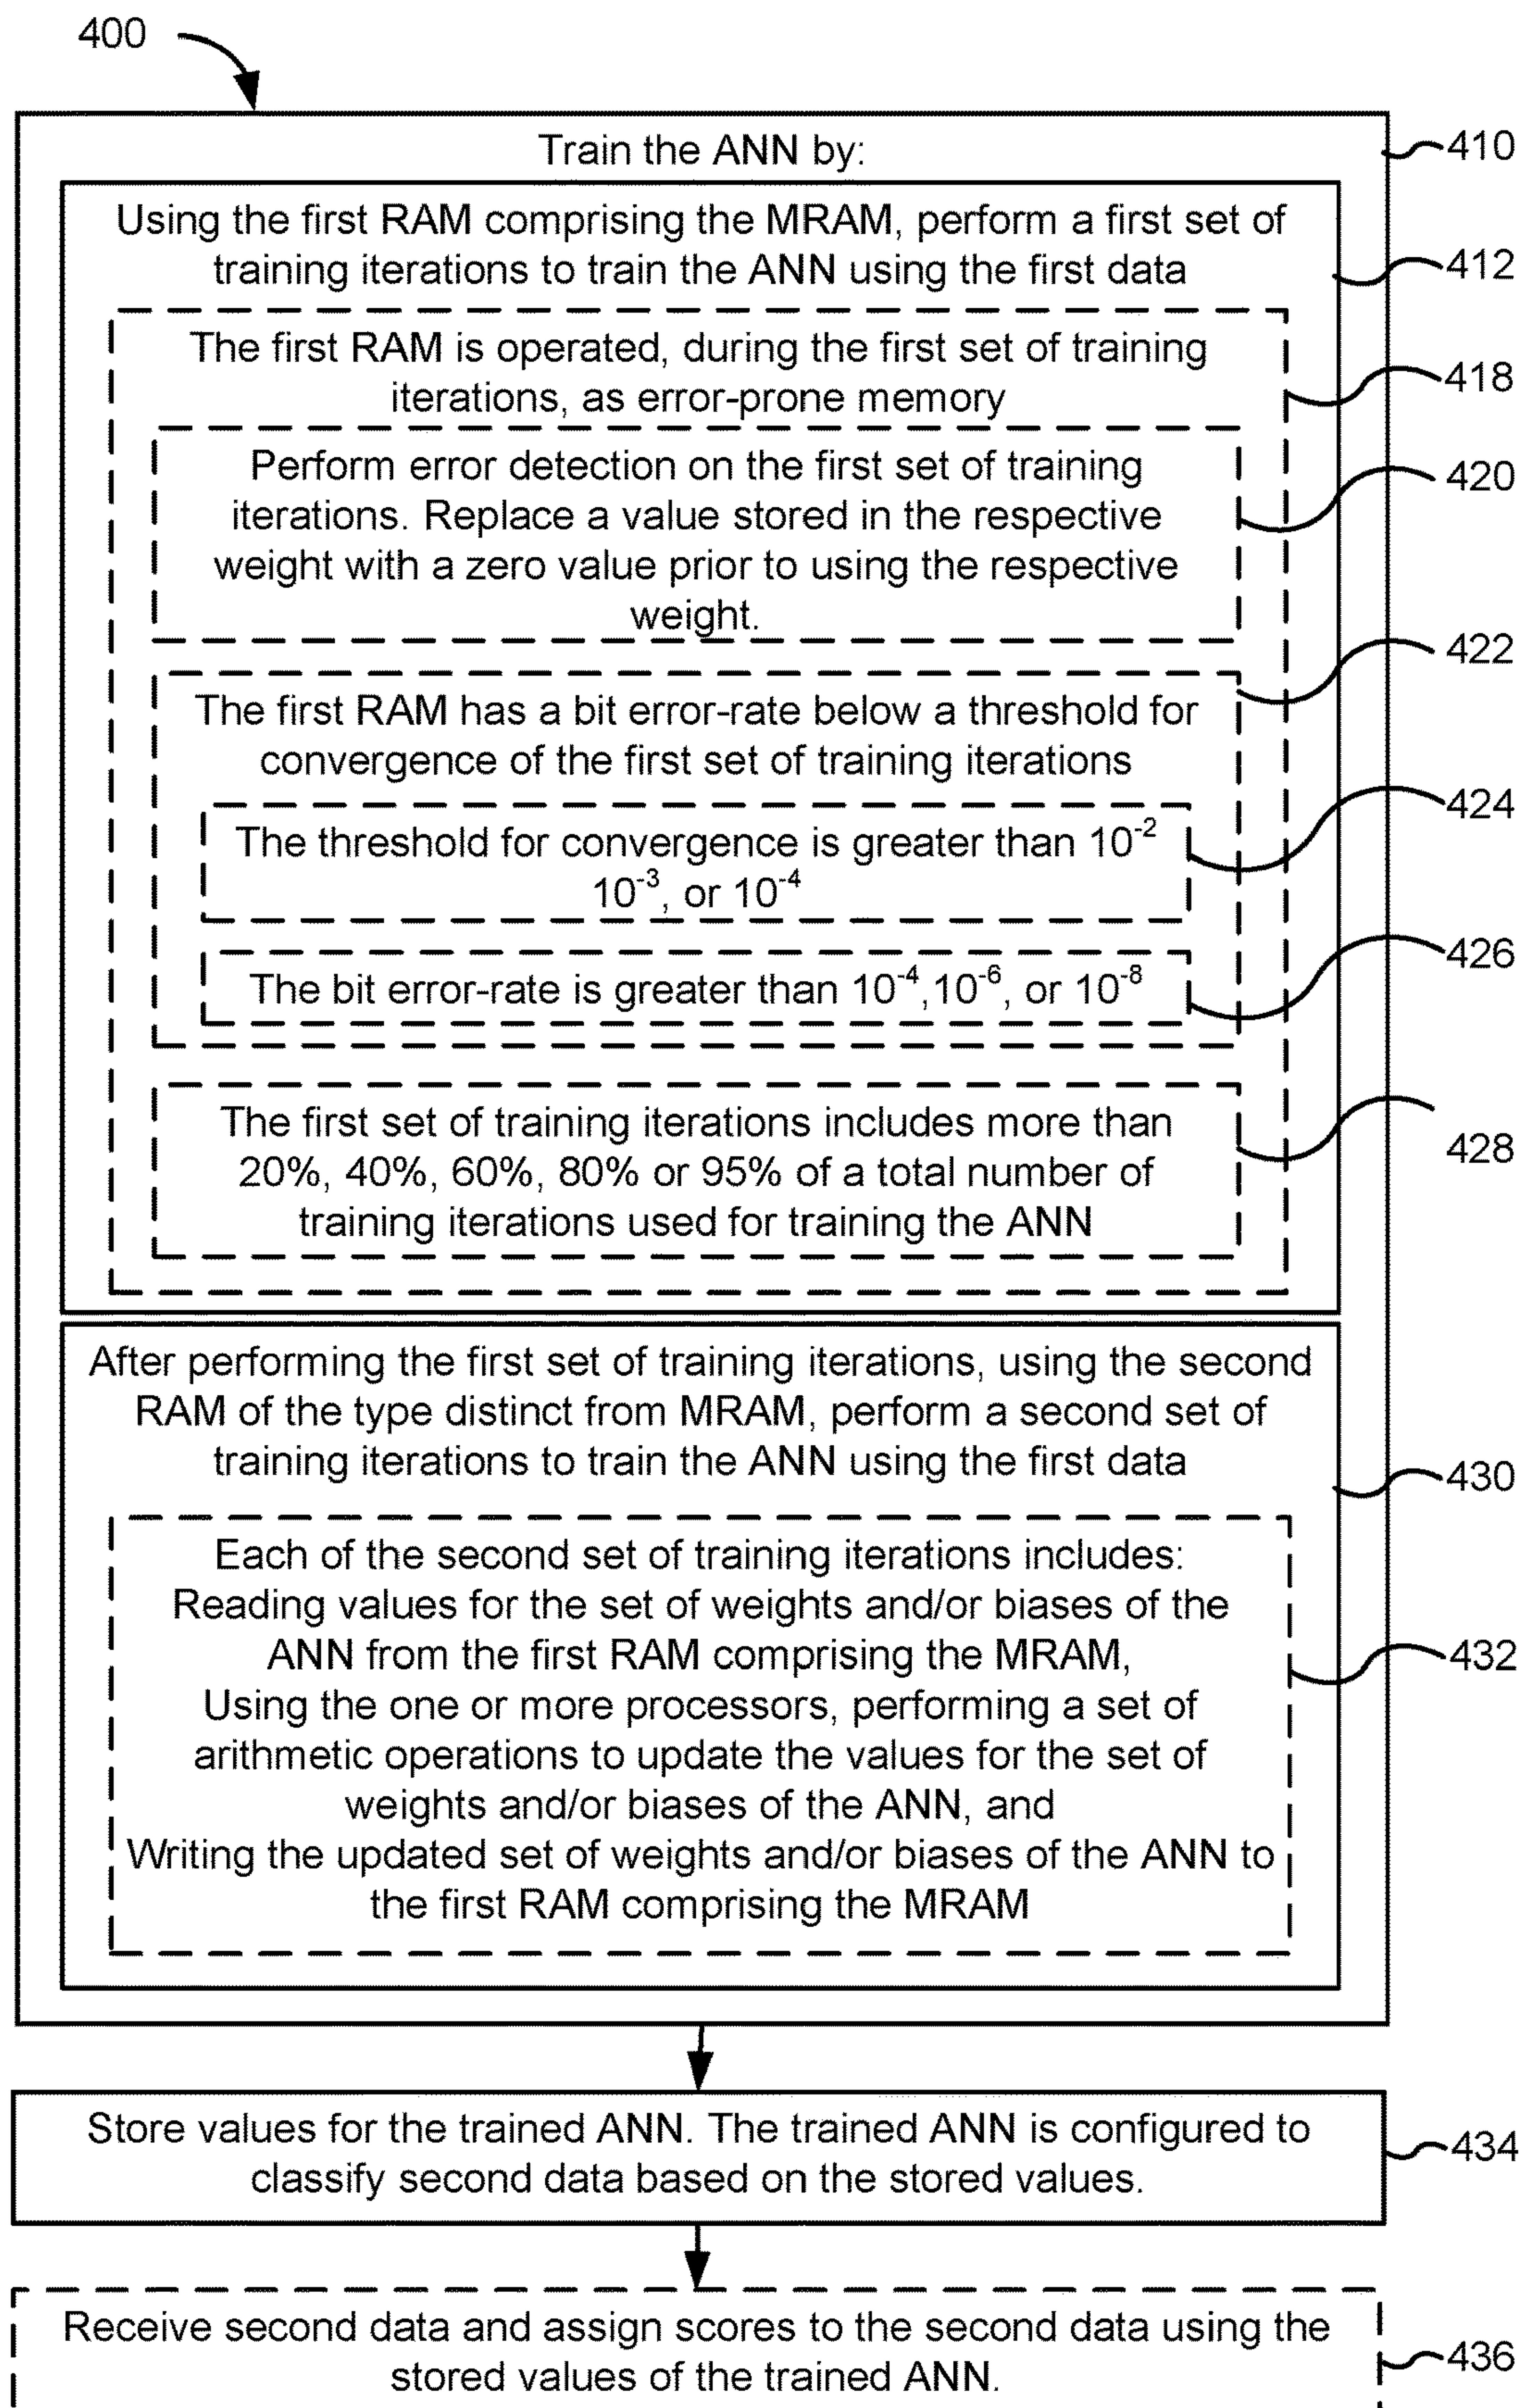 400
Train the ANN by:
410
Using the first RAM comprising the MRAM, perform a first set of
training iterations to train the ANN using the first data
412
The first RAM is operated, during the first set of training
iterations, as error-prone memory
418
Perform error detection on the first set of training
iterations. Replace a value stored in the respective
weight with a zero value prior to using the respective
weight.
420
422
The first RAM has a bit error-rate below a threshold for
convergence of the first set of training iterations
424
The threshold for convergence is greater than 10⁻²
10⁻³, or 10⁻⁴
426
The bit error-rate is greater than 10⁻⁴,10⁻⁶, or 10⁻⁸
The first set of training iterations includes more than
20%, 40%, 60%, 80% or 95% of a total number of
training iterations used for training the ANN
428
After performing the first set of training iterations, using the second
RAM of the type distinct from MRAM, perform a second set of
training iterations to train the ANN using the first data
430
Each of the second set of training iterations includes:
Reading values for the set of weights and/or biases of the
ANN from the first RAM comprising the MRAM,
Using the one or more processors, performing a set of
arithmetic operations to update the values for the set of
weights and/or biases of the ANN, and
Writing the updated set of weights and/or biases of the ANN to
the first RAM comprising the MRAM
432
Store values for the trained ANN. The trained ANN is configured to
classify second data based on the stored values.
434
Receive second data and assign scores to the second data using the
stored values of the trained ANN.
436